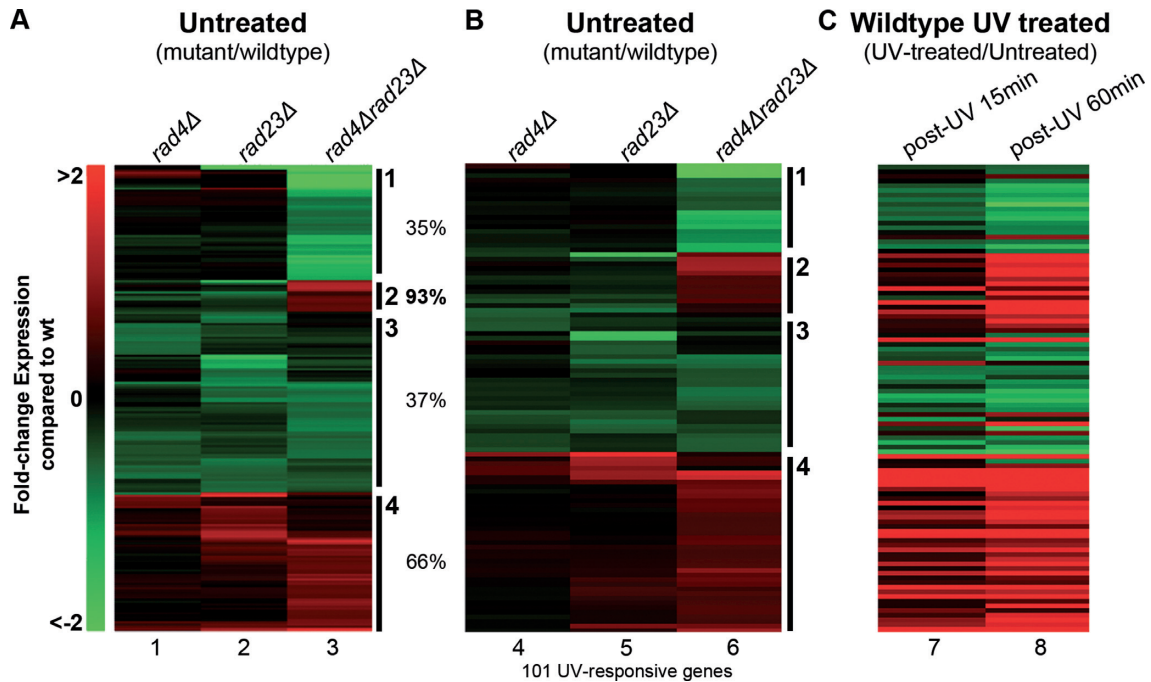 A Untreated
(mutant/wildtype)
rad4Δ rad23Δ rad4Δrad23Δ
>2
0
<-2
Fold-change Expression
compared to wt
1
35%
2 93%
3
37%
4
66%
1 2 3
B Untreated
(mutant/wildtype)
rad4Δ rad23Δ rad4Δrad23Δ
1
2
3
4
4 5 6
101 UV-responsive genes
C Wildtype UV treated
(UV-treated/Untreated)
post-UV 15min post-UV 60min
7 8